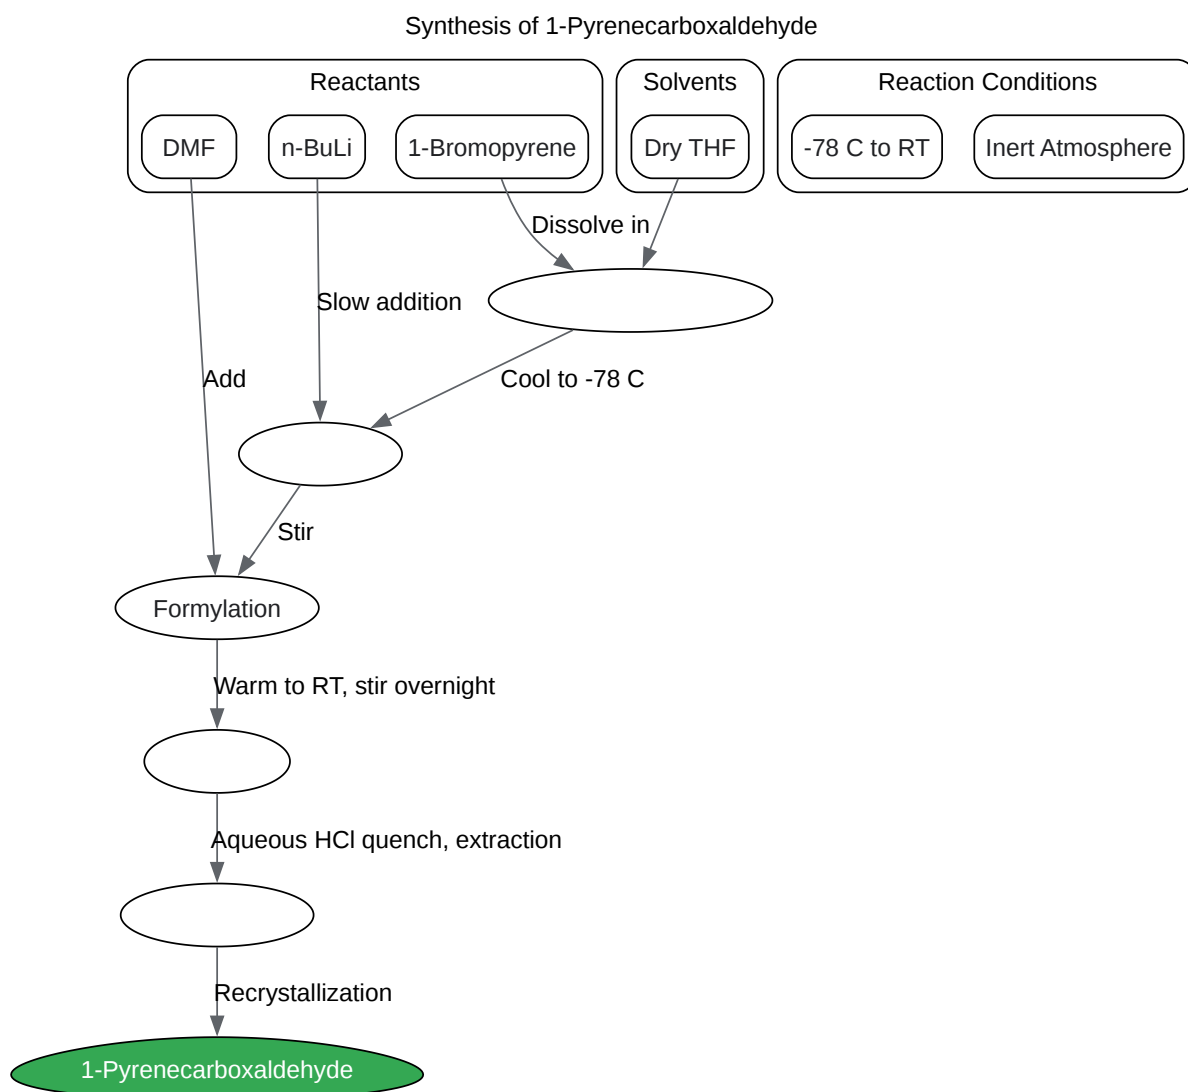 Synthesis of 1-Pyrenecarboxaldehyde
Reactants
Solvents
Reaction Conditions
DMF
n-BuLi
1-Bromopyrene
Dry THF
-78 C to RT
Inert Atmosphere
Dissolve in
Slow addition
Add
Cool to -78 C
Stir
Formylation
Warm to RT, stir overnight
Aqueous HCl quench, extraction
Recrystallization
1-Pyrenecarboxaldehyde